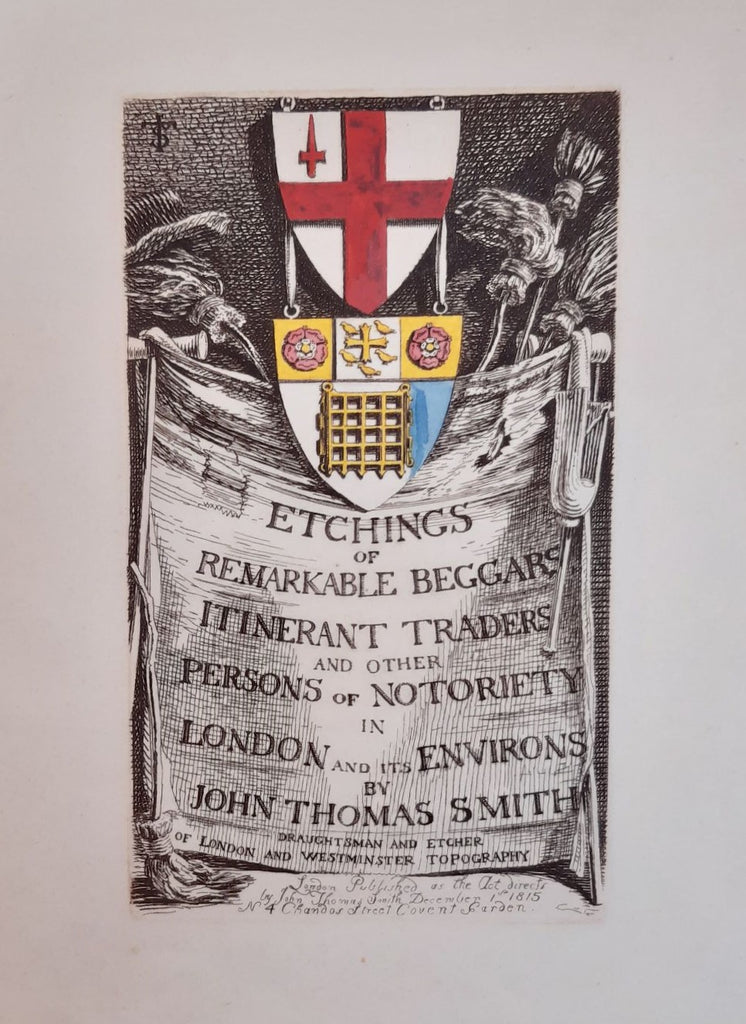 ETCHINGS
OF
REMARKABLE BEGGARS
ITINERANT TRADERS
AND OTHER
PERSONS OF NOTORIETY
IN
LONDON AND ITS ENVIRONS
BY
JOHN THOMAS SMITH
DRAUGHTSMAN AND ETCHER
OF LONDON AND WESTMINSTER TOPOGRAPHY
London Published as the Act directs
by John Thomas Smith December 1st 1815
No 4 Chandos Street Covent Garden.